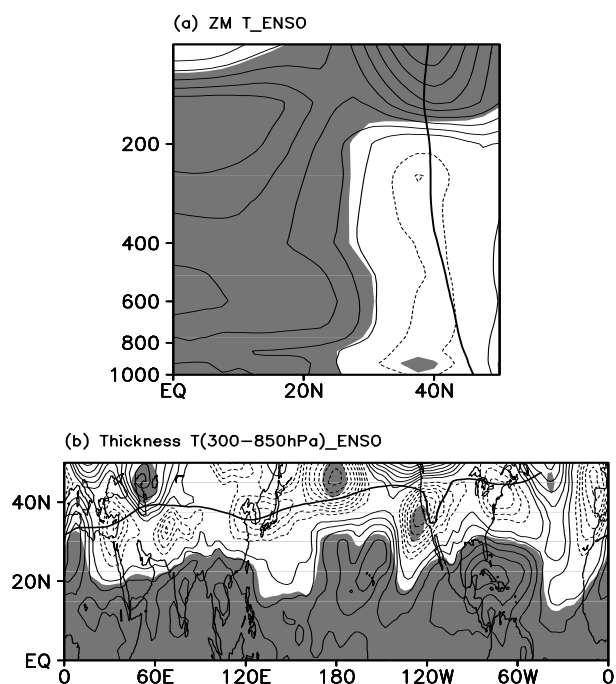 (a) ZM T_ENSO
200
400
600
800
1000
EQ 20N 40N
(b) Thickness T(300−850hPa)_ENSO
40N
20N
EQ
0 60E 120E 180 120W 60W 0